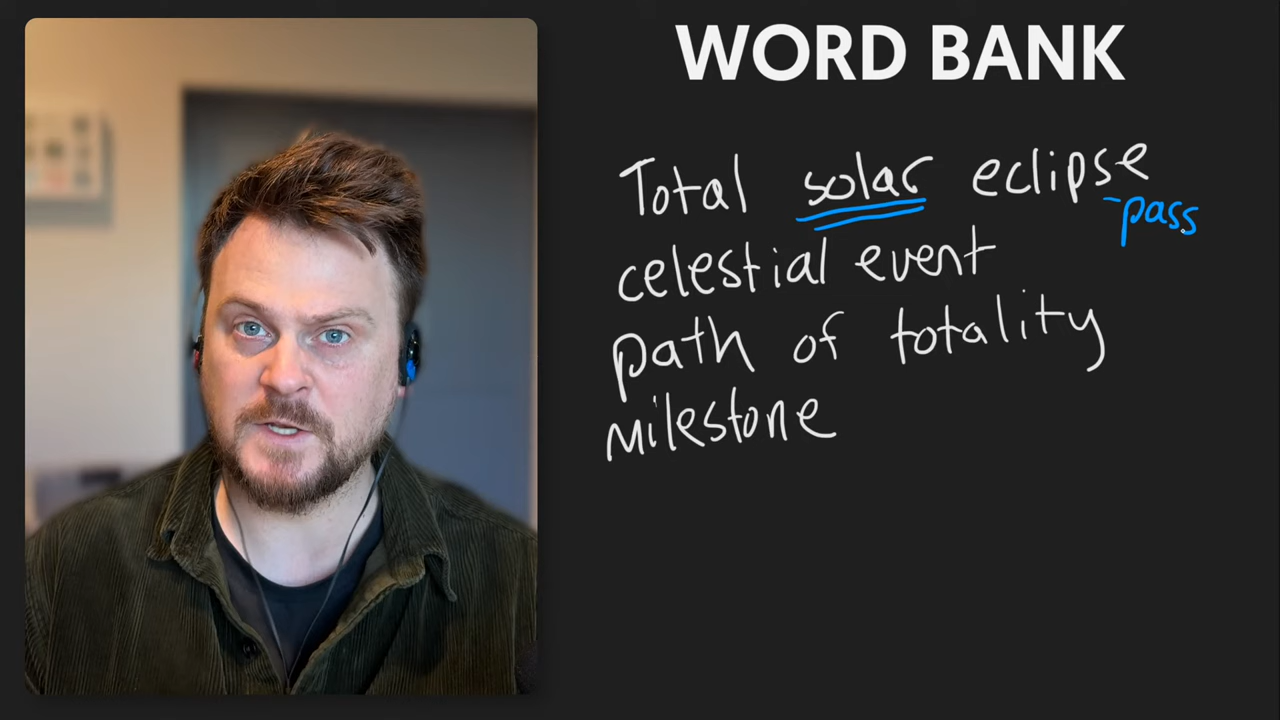 WORD BANK
Total solar eclipse
-pass
celestial event
path of totality
milestone